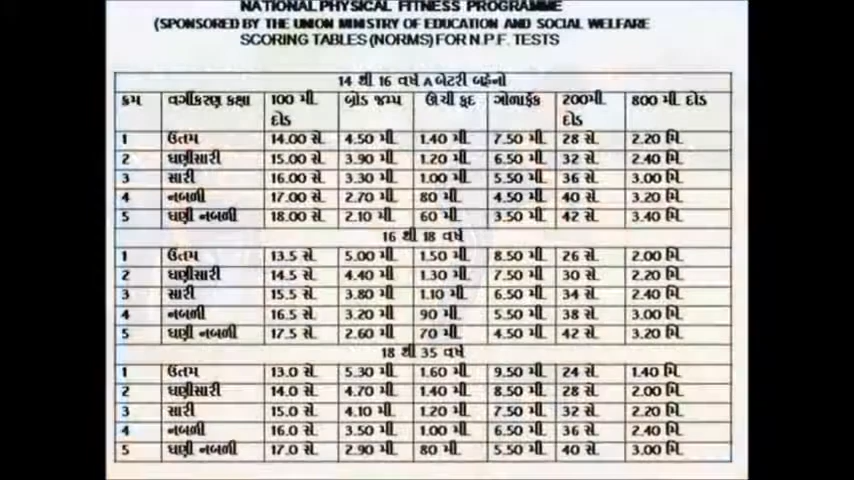 NATIONAL PHYSICAL FITNESS PROGRAMME
(SPONSORED BY THE UNION MINISTRY OF EDUCATION AND SOCIAL WELFARE
SCORING TABLES (NORMS) FOR N.P.F. TESTS
14 થી 16 વર્ષ A બેટરી બહેનો
ક્રમ વર્ગીકરણ કક્ષા 100 મી દોડ બ્રોડ જમ્પ ઊંચી કૂદ ગોળાફેંક 200મી દોડ 800 મી દોડ
1 ઉતમ 14.00 સે. 4.50 મી. 1.40 મી. 7.50 મી. 28 સે. 2.20 મિ.
2 ઘણીસારી 15.00 સે. 3.90 મી. 1.20 મી. 6.50 મી. 32 સે. 2.40 મિ.
3 સારી 16.00 સે. 3.30 મી. 1.00 મી. 5.50 મી. 36 સે. 3.00 મિ.
4 નબળી 17.00 સે. 2.70 મી. 80 મી. 4.50 મી. 40 સે. 3.20 મિ.
5 ઘણી નબળી 18.00 સે. 2.10 મી. 60 મી. 3.50 મી. 42 સે. 3.40 મિ.
16 થી 18 વર્ષ
1 ઉતમ 13.5 સે. 5.00 મી. 1.50 મી. 8.50 મી. 26 સે. 2.00 મિ.
2 ઘણીસારી 14.5 સે. 4.40 મી. 1.30 મી. 7.50 મી. 30 સે. 2.20 મિ.
3 સારી 15.5 સે. 3.80 મી. 1.10 મી. 6.50 મી. 34 સે. 2.40 મિ.
4 નબળી 16.5 સે. 3.20 મી. 90 મી. 5.50 મી. 38 સે. 3.00 મિ.
5 ઘણી નબળી 17.5 સે. 2.60 મી. 70 મી. 4.50 મી. 42 સે. 3.20 મિ.
18 થી 35 વર્ષ
1 ઉતમ 13.0 સે. 5.30 મી. 1.60 મી. 9.50 મી. 24 સે. 1.40 મિ.
2 ઘણીસારી 14.0 સે. 4.70 મી. 1.40 મી. 8.50 મી. 28 સે. 2.00 મિ.
3 સારી 15.0 સે. 4.10 મી. 1.20 મી. 7.50 મી. 32 સે. 2.20 મિ.
4 નબળી 16.0 સે. 3.50 મી. 1.00 મી. 6.50 મી. 36 સે. 2.40 મિ.
5 ઘણી નબળી 17.0 સે. 2.90 મી. 80 મી. 5.50 મી. 40 સે. 3.00 મિ.